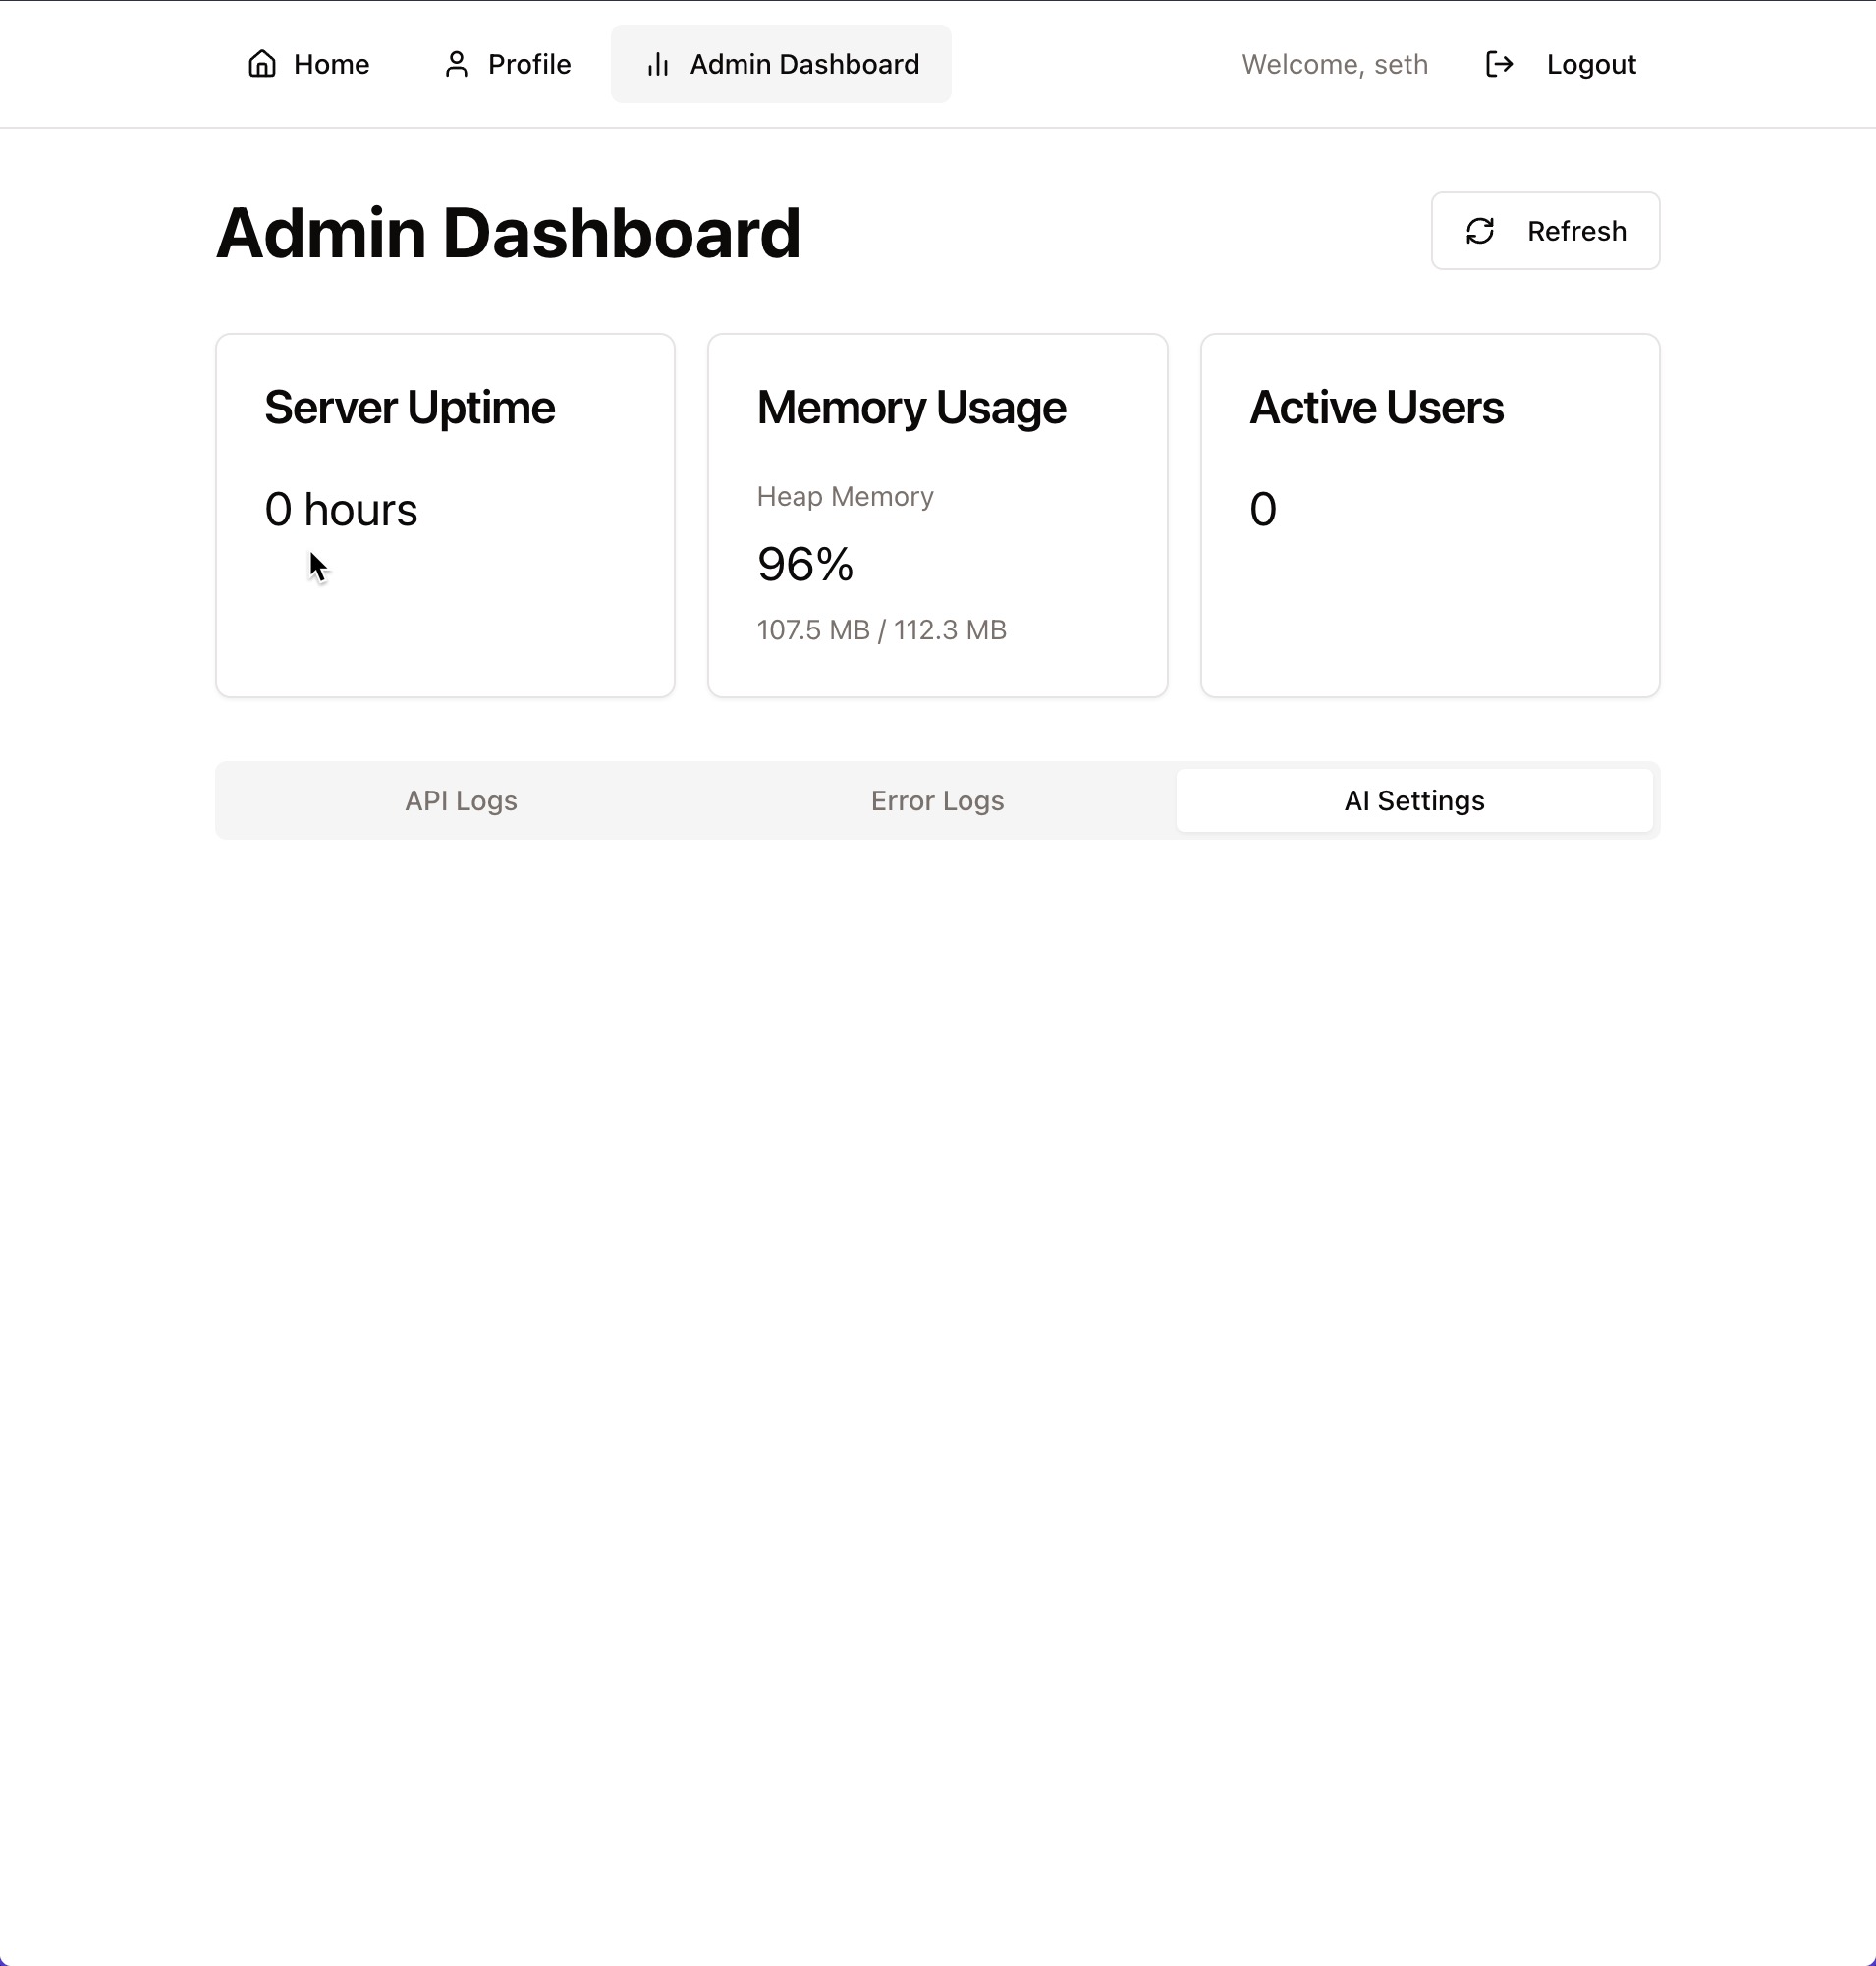 Home Profile Admin Dashboard Welcome, seth Logout
Admin Dashboard
Refresh
Server Uptime
0 hours
Memory Usage
Heap Memory
96%
107.5 MB / 112.3 MB
Active Users
0
API Logs Error Logs AI Settings